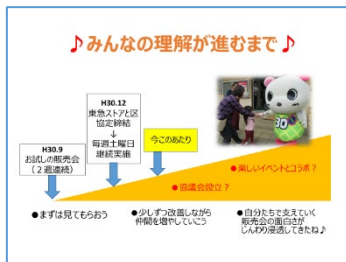 ♪みんなの理解が進むまで♪
H30.9
お試しの販売会
(2週連続)
H30.12
東急ストアと区
協定締結
↓
毎週土曜日
継続実施
今このあたり
30
●楽しいイベントとコラボ？
●協議会設立？
●まずは見てもらおう
●少しずつ改善しながら
仲間を増やしていこう
●自分たちで支えていく
販売会の面白さが
じんわり浸透してきたね♪